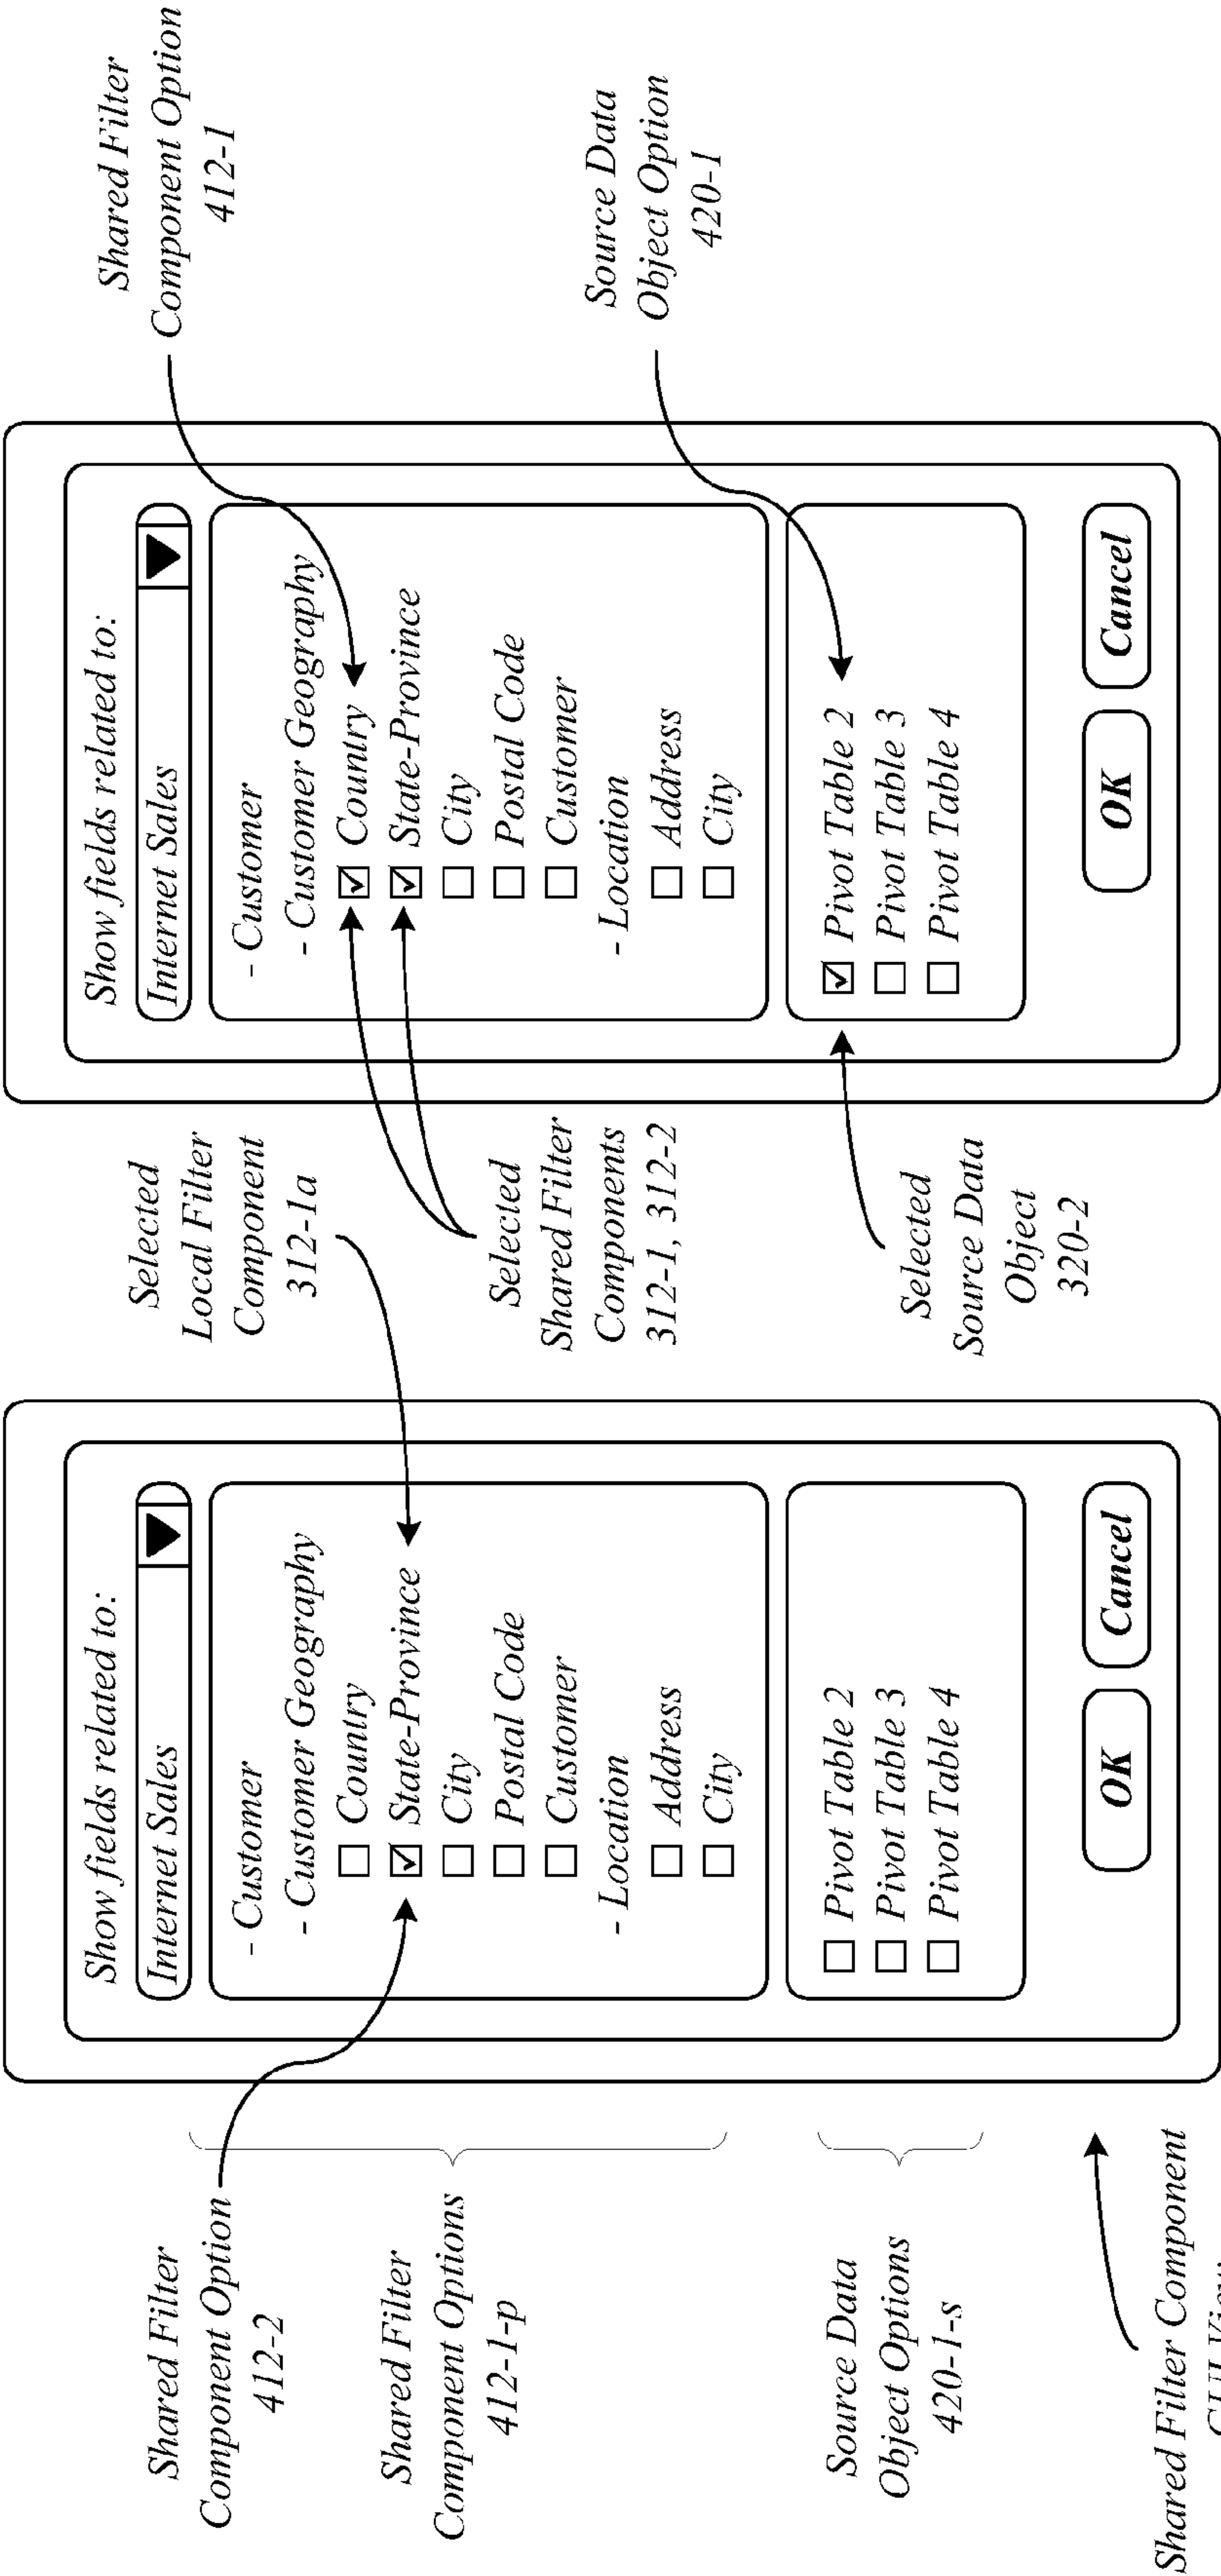 Shared Filter
Component Option
412-2
Shared Filter
Component Options
412-1-p
Source Data
Object Options
420-1-s
Shared Filter Component
Show fields related to:
Internet Sales
- Customer
- Customer Geography
Country
State-Province
City
Postal Code
Customer
- Location
Address
City
Pivot Table 2
Pivot Table 3
Pivot Table 4
OK
Cancel
Selected
Local Filter
Component
312-1a
Selected
Shared Filter
Components
312-1, 312-2
Selected
Source Data
Object
320-2
Show fields related to:
Internet Sales
- Customer
- Customer Geography
Country
State-Province
City
Postal Code
Customer
- Location
Address
City
Pivot Table 2
Pivot Table 3
Pivot Table 4
OK
Cancel
Shared Filter
Component Option
412-1
Source Data
Object Option
420-1